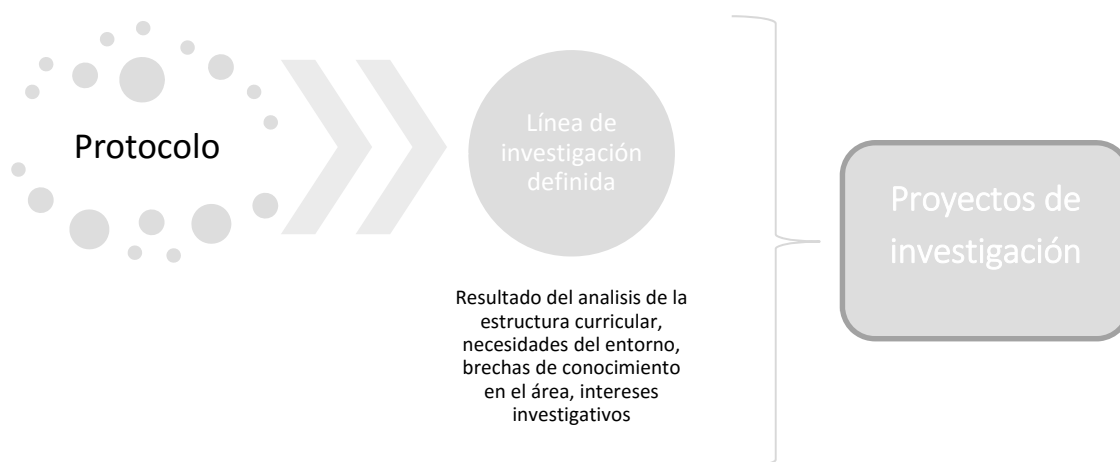 Protocolo
Línea de
investigación
definida
Resultado del analisis de la
estructura curricular,
necesidades del entorno,
brechas de conocimiento
en el área, intereses
investigativos
Proyectos de
investigación